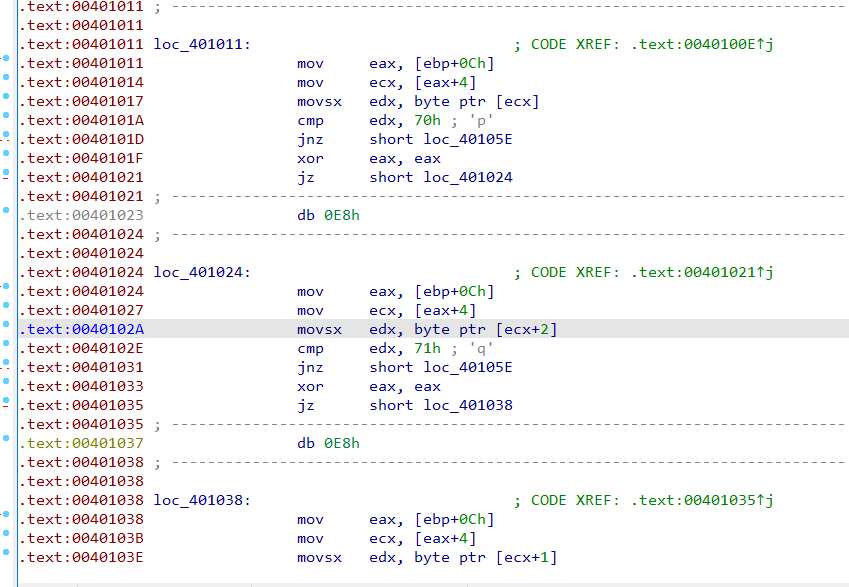 .text:00401011 ; ---------------------------------------------------------------------------
.text:00401011
.text:00401011 loc_401011: ; CODE XREF: .text:0040100E↑j
.text:00401011 mov eax, [ebp+0Ch]
.text:00401014 mov ecx, [eax+4]
.text:00401017 movsx edx, byte ptr [ecx]
.text:0040101A cmp edx, 70h ; 'p'
.text:0040101D jnz short loc_40105E
.text:0040101F xor eax, eax
.text:00401021 jz short loc_401024
.text:00401021 ; ---------------------------------------------------------------------------
.text:00401023 db 0E8h
.text:00401024 ; ---------------------------------------------------------------------------
.text:00401024
.text:00401024 loc_401024: ; CODE XREF: .text:00401021↑j
.text:00401024 mov eax, [ebp+0Ch]
.text:00401027 mov ecx, [eax+4]
.text:0040102A movsx edx, byte ptr [ecx+2]
.text:0040102E cmp edx, 71h ; 'q'
.text:00401031 jnz short loc_40105E
.text:00401033 xor eax, eax
.text:00401035 jz short loc_401038
.text:00401035 ; ---------------------------------------------------------------------------
.text:00401037 db 0E8h
.text:00401038 ; ---------------------------------------------------------------------------
.text:00401038
.text:00401038 loc_401038: ; CODE XREF: .text:00401035↑j
.text:00401038 mov eax, [ebp+0Ch]
.text:0040103B mov ecx, [eax+4]
.text:0040103E movsx edx, byte ptr [ecx+1]